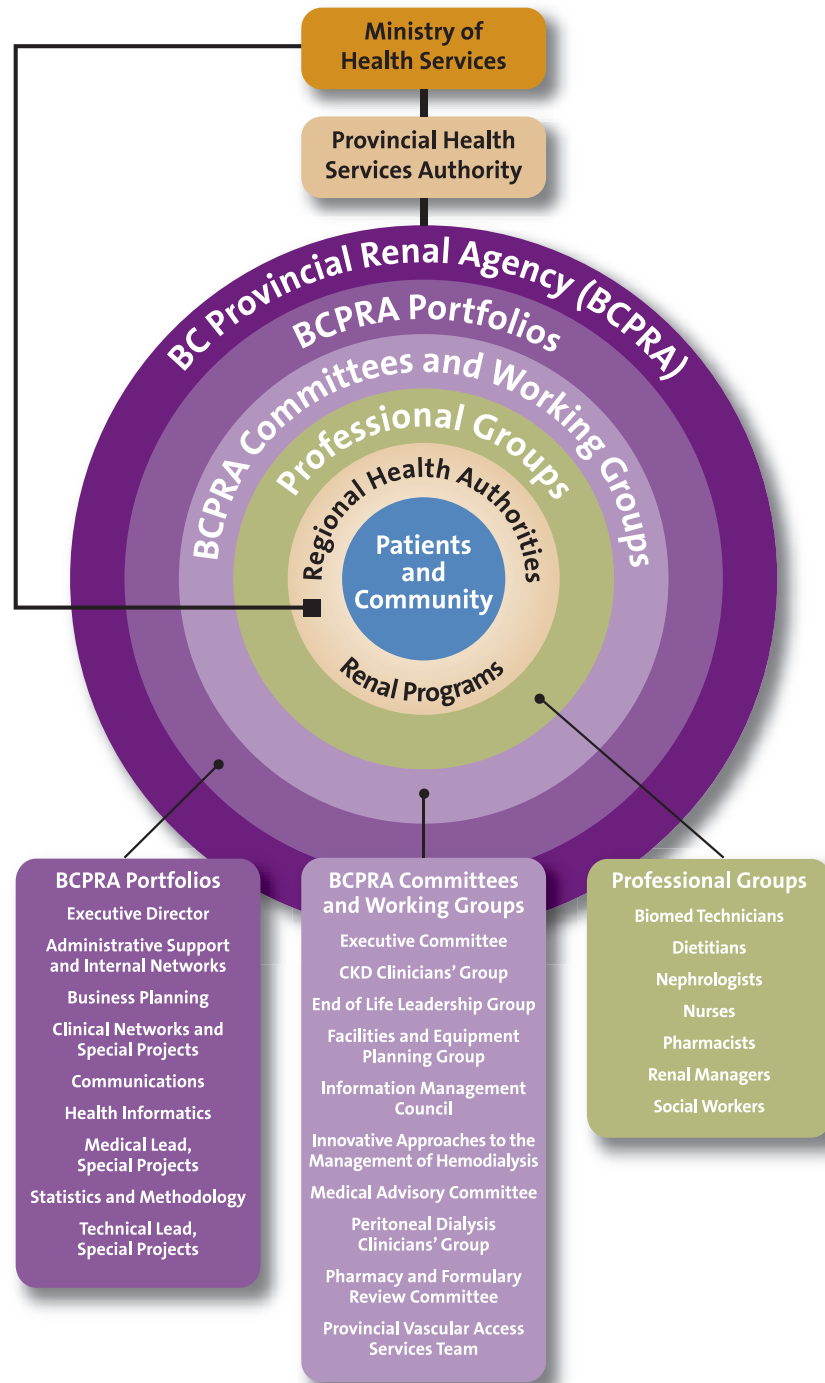 Ministry of
Health Services
Provincial Health
Services Authority
BC Provincial Renal Agency (BCPRA)
BCPRA Portfolios
BCPRA Committees and Working Groups
Professional Groups
Regional Health Authorities
Patients
and
Community
Renal Programs
BCPRA Portfolios
Executive Director
Administrative Support
and Internal Networks
Business Planning
Clinical Networks and
Special Projects
Communications
Health Informatics
Medical Lead,
Special Projects
Statistics and Methodology
Technical Lead,
Special Projects
BCPRA Committees
and Working Groups
Executive Committee
CKD Clinicians' Group
End of Life Leadership Group
Facilities and Equipment
Planning Group
Information Management
Council
Innovative Approaches to the
Management of Hemodialysis
Medical Advisory Committee
Peritoneal Dialysis
Clinicians' Group
Pharmacy and Formulary
Review Committee
Provincial Vascular Access
Services Team
Professional Groups
Biomed Technicians
Dietitians
Nephrologists
Nurses
Pharmacists
Renal Managers
Social Workers